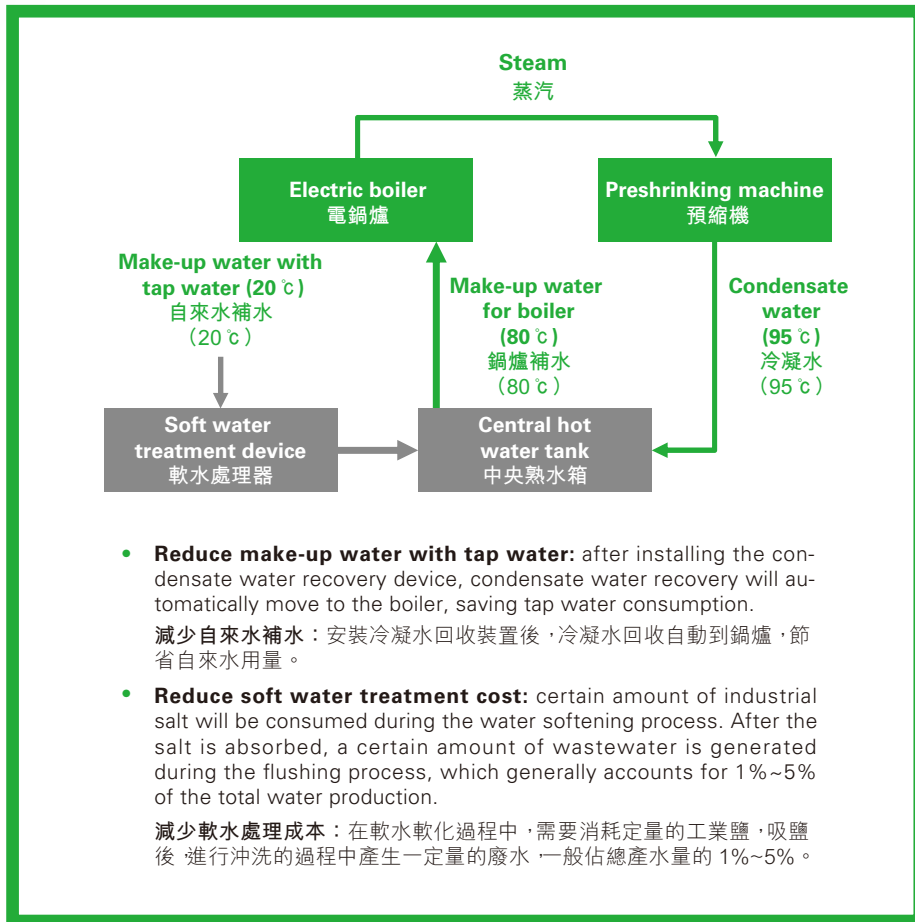 Steam
蒸汽
Electric boiler
電鍋爐
Preshrinking machine
預縮機
Make-up water with
tap water (20 ℃)
自來水補水
（20 ℃）
Make-up water
for boiler
(80 ℃)
鍋爐補水
（80 ℃）
Condensate
water
(95 ℃)
冷凝水
（95 ℃）
Soft water
treatment device
軟水處理器
Central hot
water tank
中央熟水箱
• Reduce make-up water with tap water: after installing the con-
densate water recovery device, condensate water recovery will au-
tomatically move to the boiler, saving tap water consumption.
減少自來水補水：安裝冷凝水回收裝置後，冷凝水回收自動到鍋爐，節
省自來水用量。
• Reduce soft water treatment cost: certain amount of industrial
salt will be consumed during the water softening process. After the
salt is absorbed, a certain amount of wastewater is generated
during the flushing process, which generally accounts for 1%~5%
of the total water production.
減少軟水處理成本：在軟水軟化過程中，需要消耗定量的工業鹽，吸鹽
後，進行沖洗的過程中產生一定量的廢水，一般佔總產水量的 1%~5%。